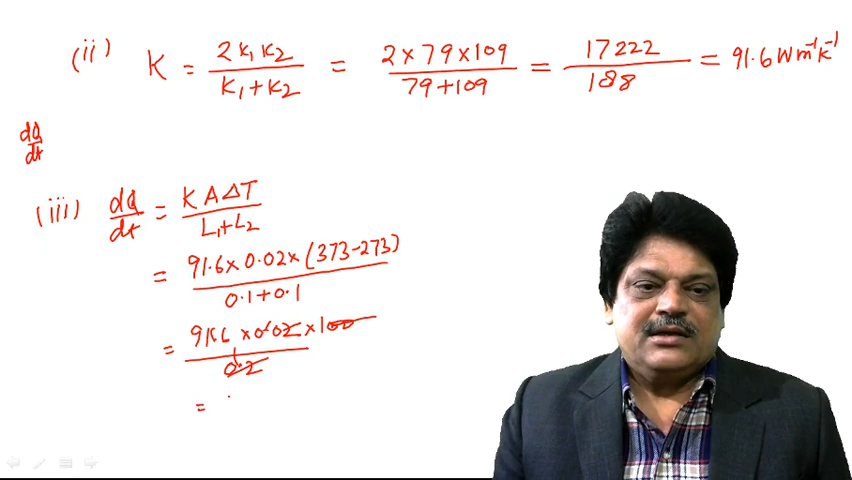 (ii) K = 2K₁K₂/(K₁+K₂) = 2×79×109/(79+109) = 17222/188 = 91.6 Wm⁻¹K⁻¹
dQ/dt
(iii) dQ/dt = KAΔT/(L₁+L₂)
= 91.6×0.02×(373-273)/(0.1+0.1)
= 91.6×0.02×100/0.2
=